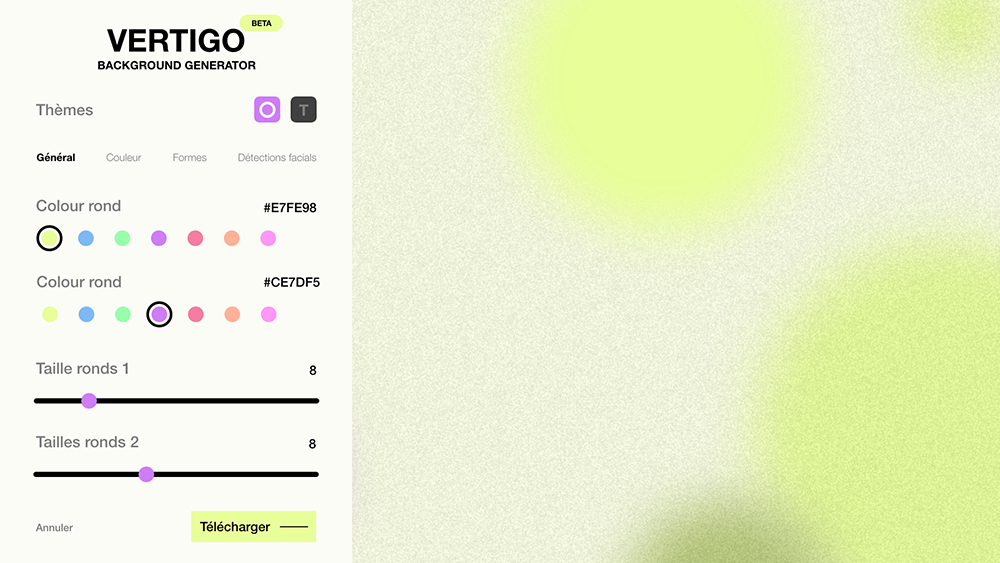 BETA
VERTIGO
BACKGROUND GENERATOR
Thèmes
T
Général Couleur Formes Détections facials
Colour rond #E7FE98
Colour rond #CE7DF5
Taille ronds 1 8
Tailles ronds 2 8
Annuler Télécharger